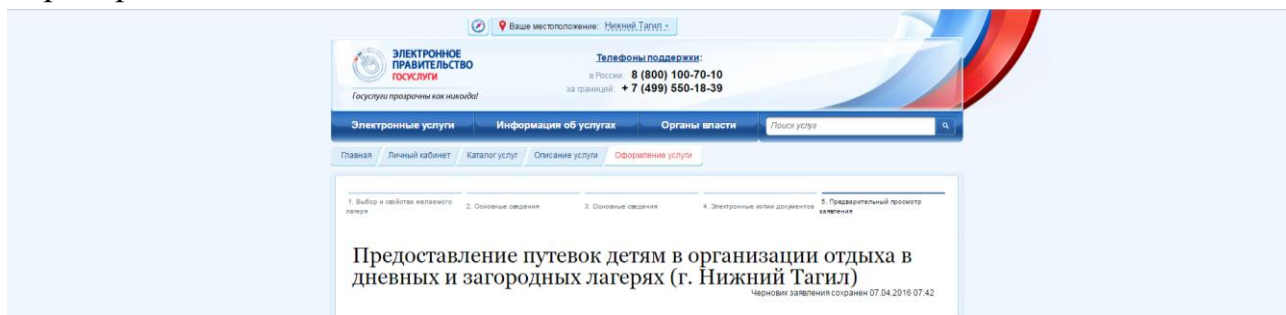 Ваше местоположение: Нижний Тагил
ЭЛЕКТРОННОЕ
ПРАВИТЕЛЬСТВО
ГОСУСЛУГИ
Госуслуги прозрачны как никогда!
Телефоны поддержки:
в России: 8 (800) 100-70-10
за границей: + 7 (499) 550-18-39
Электронные услуги Информация об услугах Органы власти Поиск услуг
Главная Личный кабинет Каталог услуг Описание услуги Оформление услуги
1. Выбор и свойства желаемого
лагеря
2. Основные сведения
3. Основные сведения
4. Электронные копии документов
5. Предварительный просмотр
заявления
Предоставление путевок детям в организации отдыха в
дневных и загородных лагерях (г. Нижний Тагил)
Черновик заявления сохранен 07.04.2016 07:42